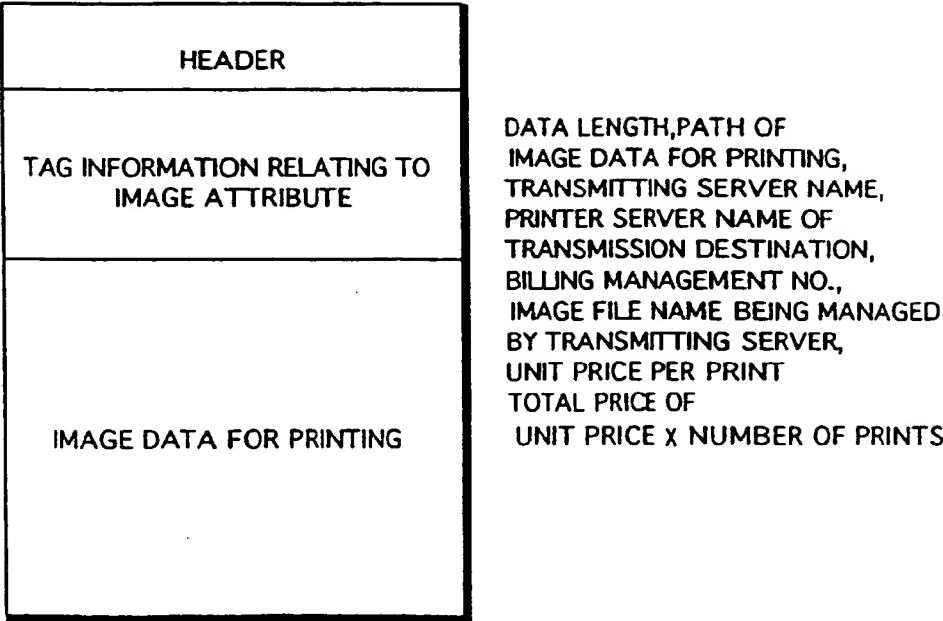 HEADER
TAG INFORMATION RELATING TO
IMAGE ATTRIBUTE
IMAGE DATA FOR PRINTING
DATA LENGTH,PATH OF
IMAGE DATA FOR PRINTING,
TRANSMITTING SERVER NAME,
PRINTER SERVER NAME OF
TRANSMISSION DESTINATION,
BILLING MANAGEMENT NO.,
IMAGE FILE NAME BEING MANAGED
BY TRANSMITTING SERVER,
UNIT PRICE PER PRINT
TOTAL PRICE OF
UNIT PRICE X NUMBER OF PRINTS